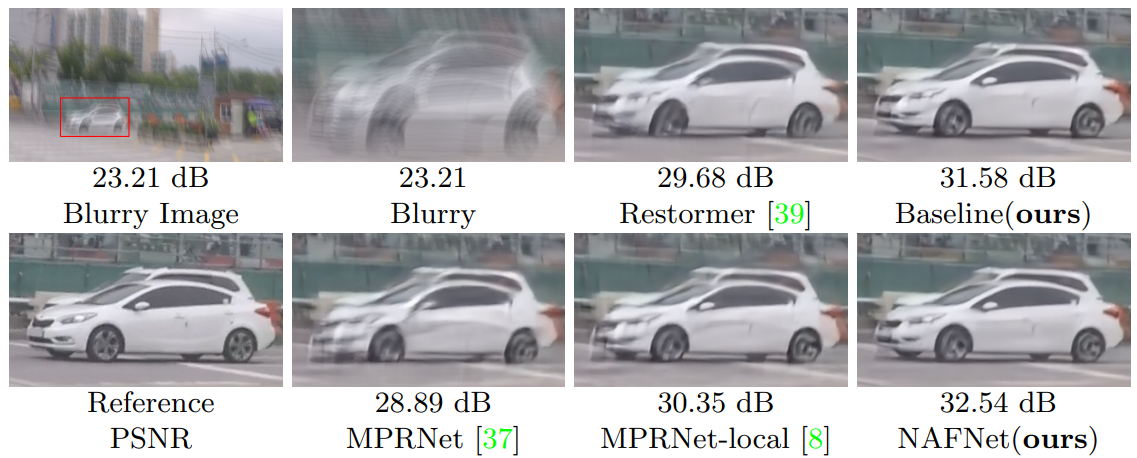 23.21 dB
Blurry Image
23.21
Blurry
29.68 dB
Restormer [39]
31.58 dB
Baseline(ours)
Reference
PSNR
28.89 dB
MPRNet [37]
30.35 dB
MPRNet-local [8]
32.54 dB
NAFNet(ours)